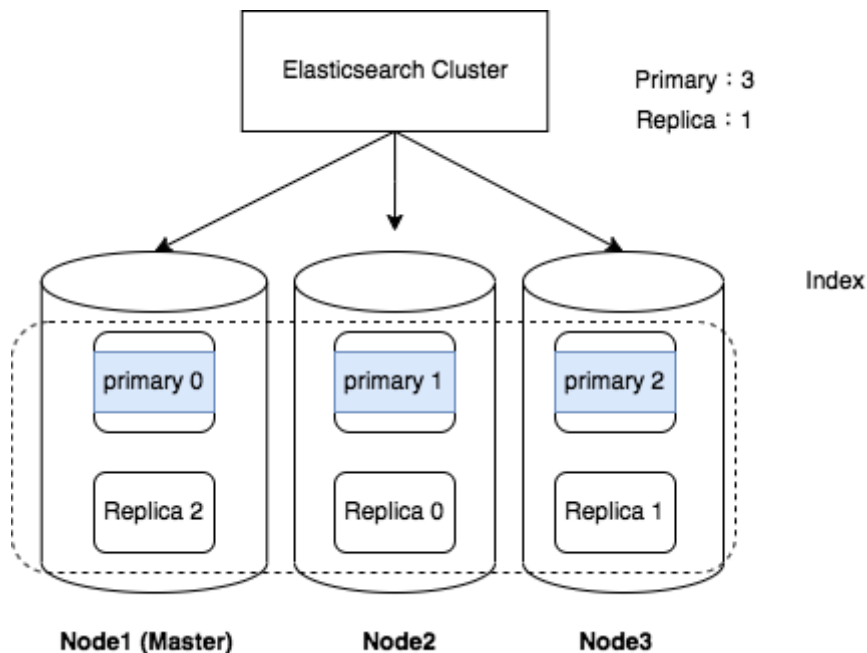 Elasticsearch Cluster
Primary：3
Replica：1
Index
primary 0
primary 1
primary 2
Replica 2
Replica 0
Replica 1
Node1 (Master)
Node2
Node3